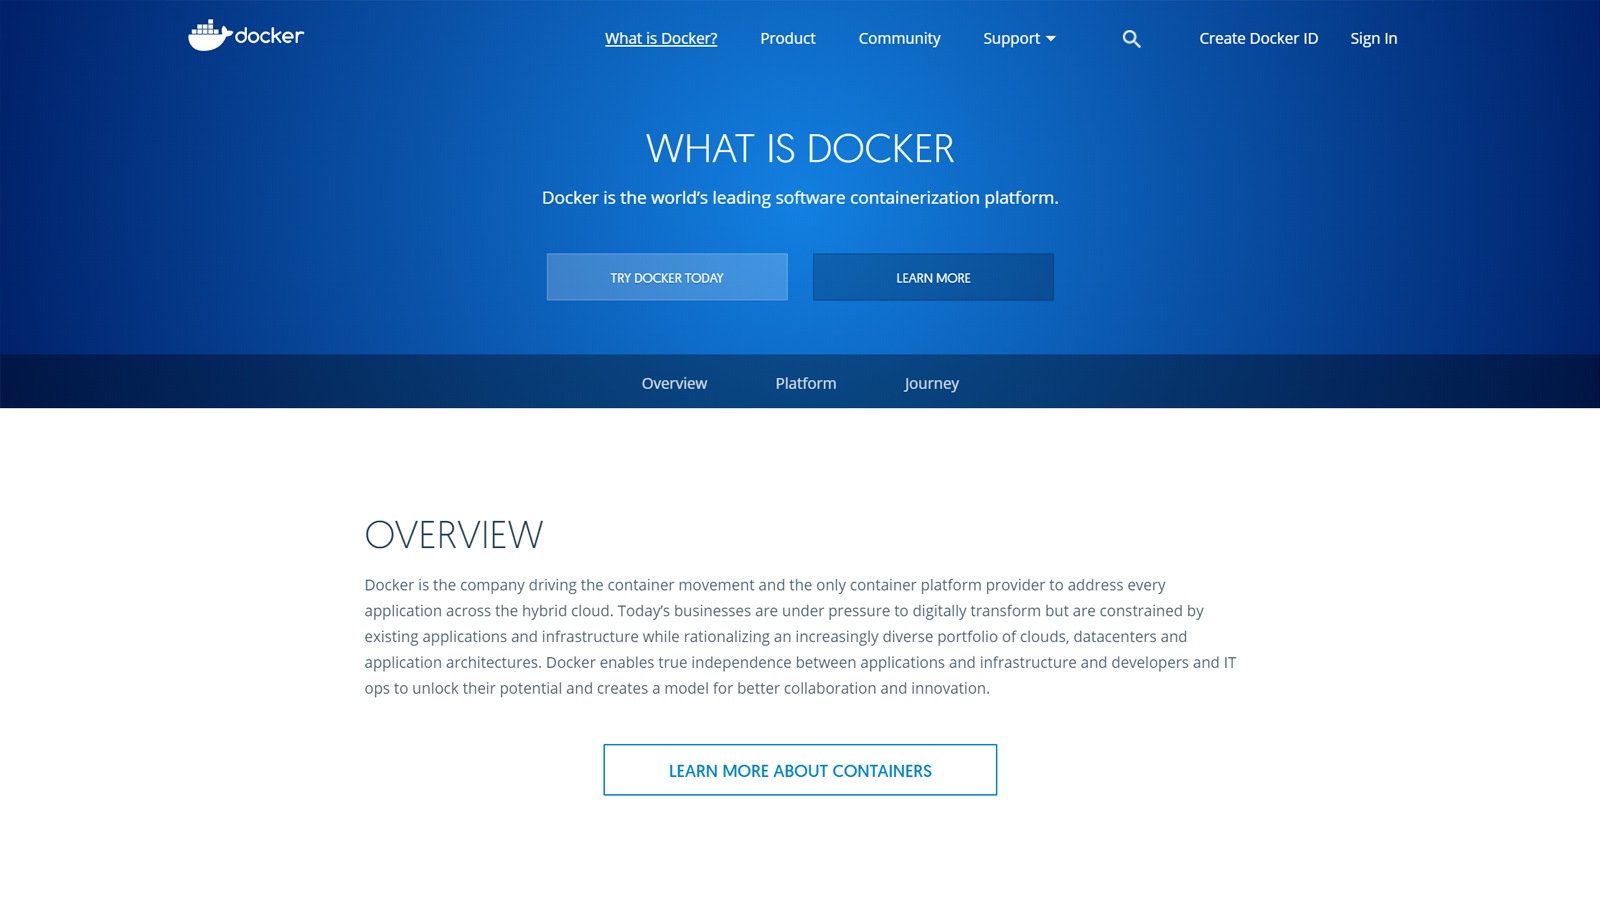 docker
What is Docker?
Product
Community
Support
Create Docker ID
Sign In
WHAT IS DOCKER
Docker is the world’s leading software containerization platform.
TRY DOCKER TODAY
LEARN MORE
Overview
Platform
Journey
OVERVIEW
Docker is the company driving the container movement and the only container platform provider to address every
application across the hybrid cloud. Today’s businesses are under pressure to digitally transform but are constrained by
existing applications and infrastructure while rationalizing an increasingly diverse portfolio of clouds, datacenters and
application architectures. Docker enables true independence between applications and infrastructure and developers and IT
ops to unlock their potential and creates a model for better collaboration and innovation.
LEARN MORE ABOUT CONTAINERS